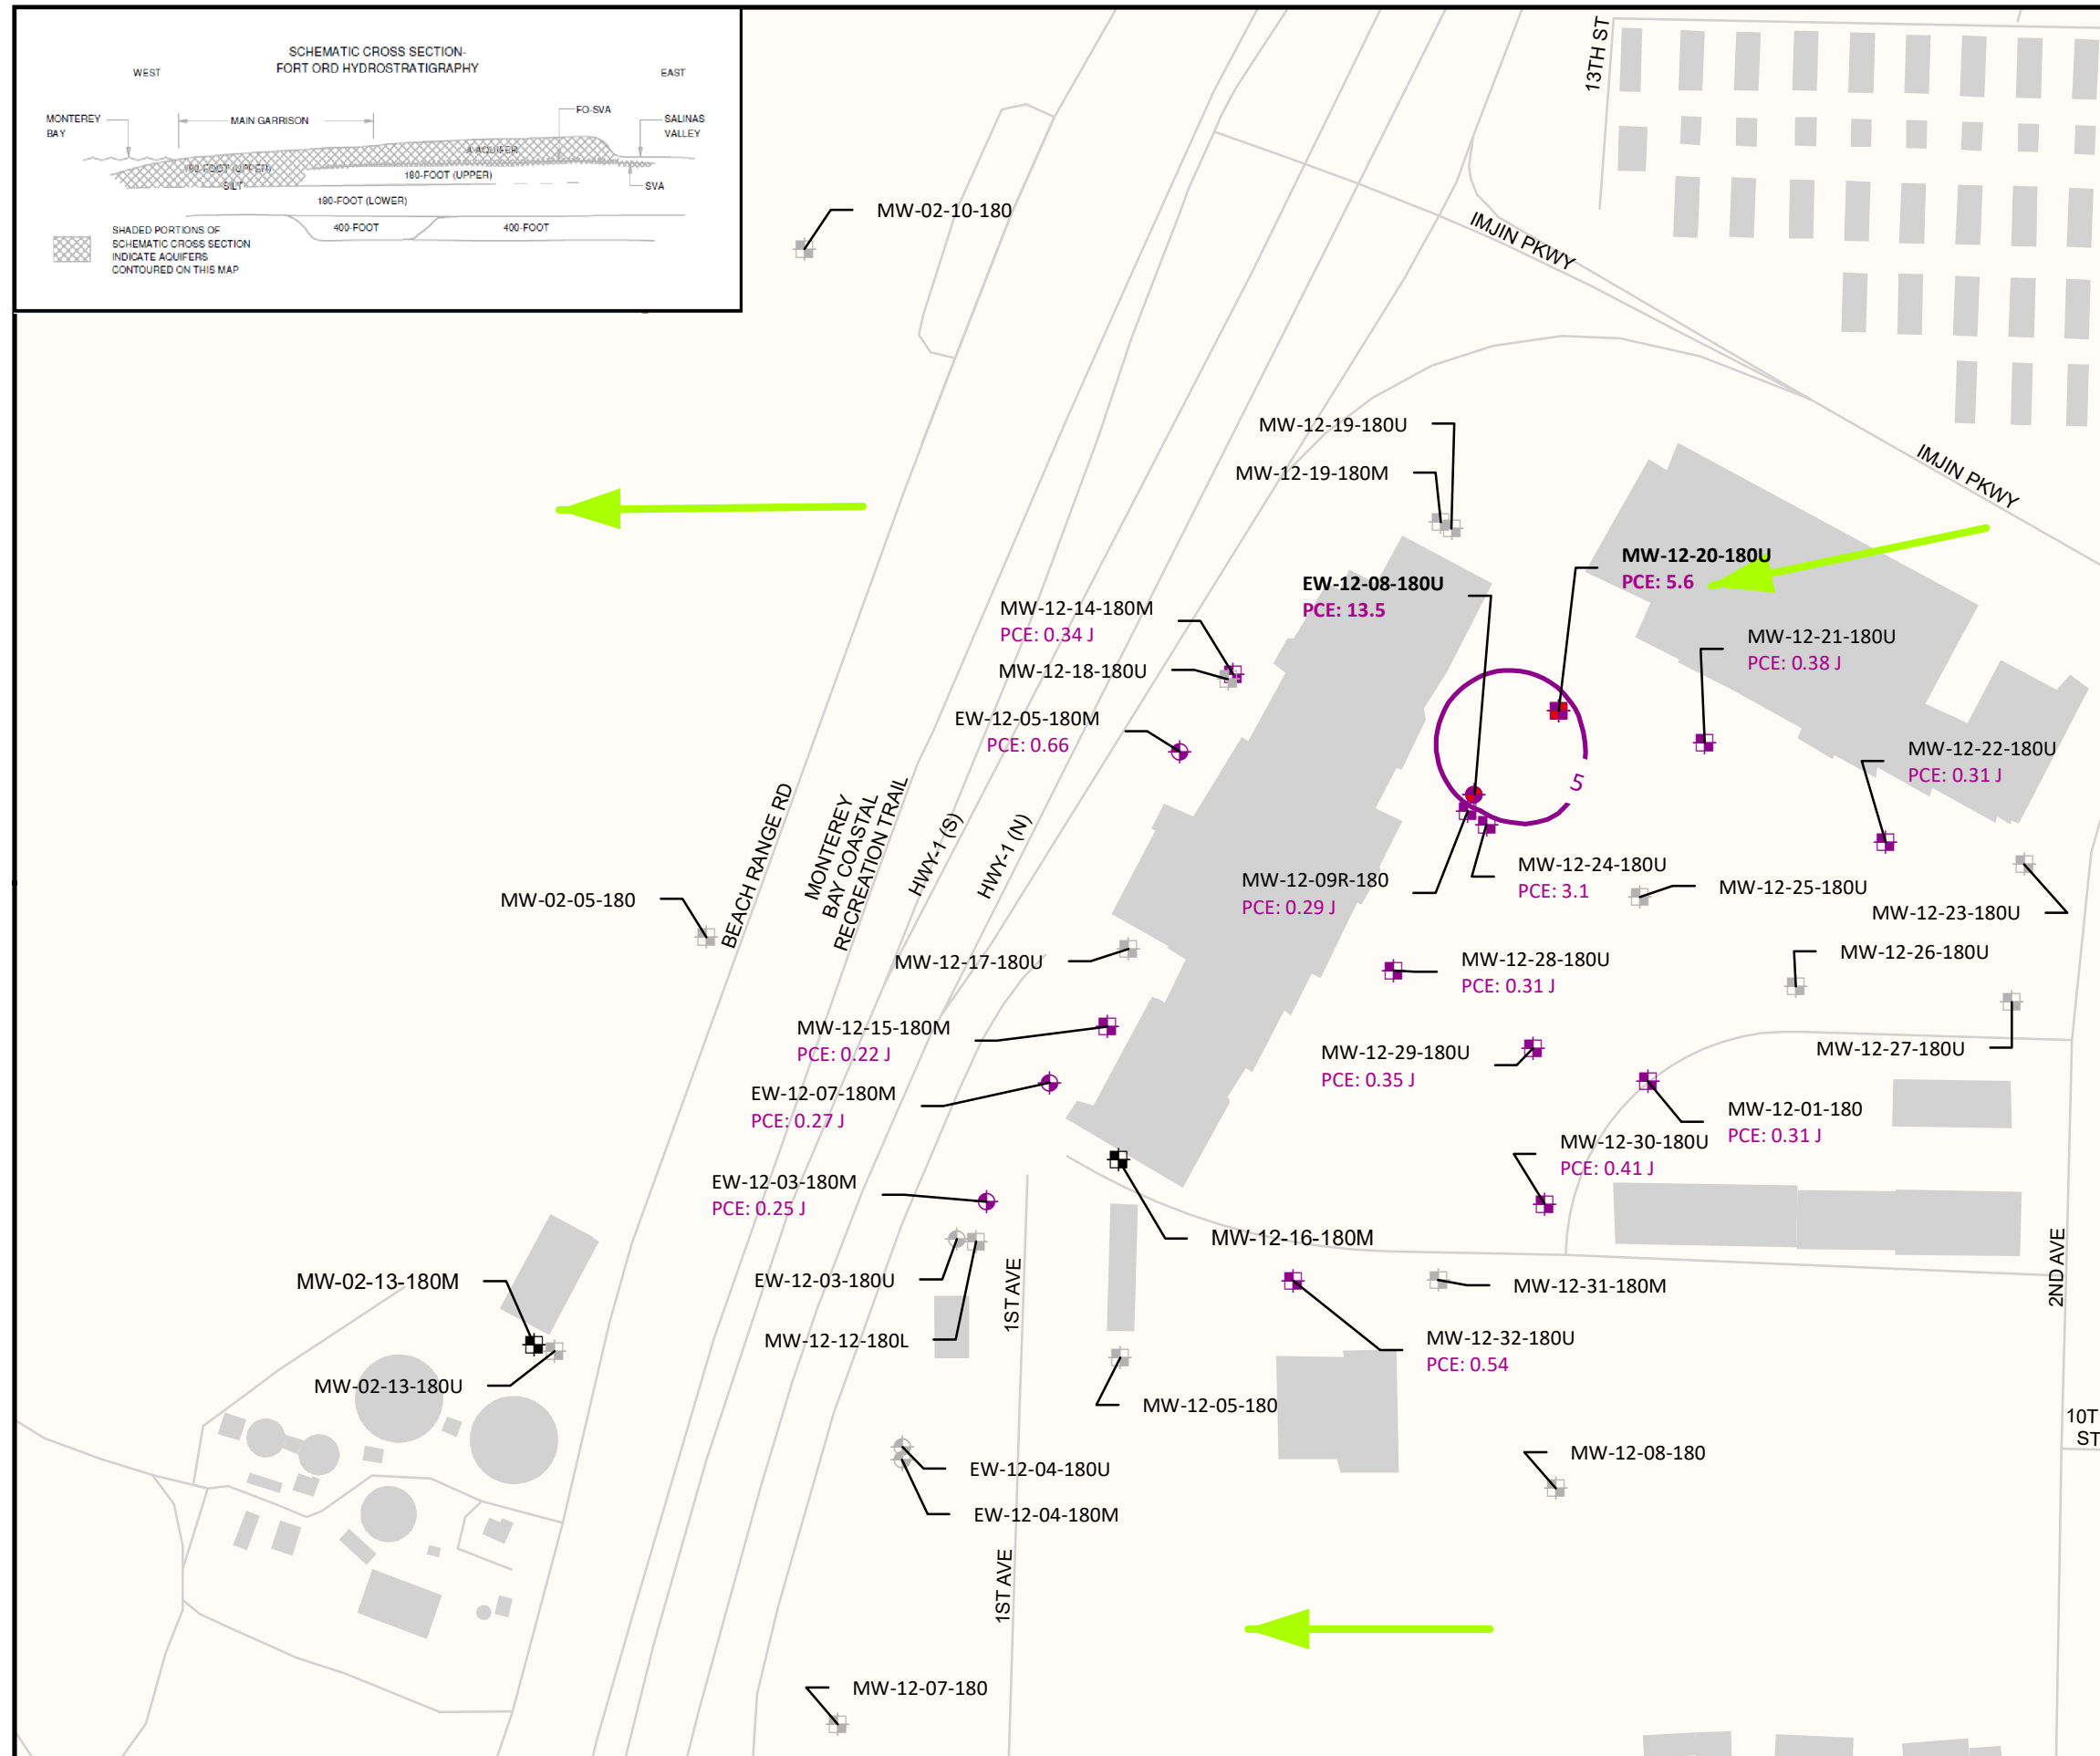 SCHEMATIC CROSS SECTION-
FORT ORD HYDROSTRATIGRAPHY
WEST
EAST
FO-SVA
MONTEREY
BAY
MAIN GARRISON
SALINAS
VALLEY
A-AQUIFER
180-FOOT (UPPER)
180-FOOT (UPPER)
SILT
SVA
180-FOOT (LOWER)
400-FOOT
400-FOOT
SHADED PORTIONS OF
SCHEMATIC CROSS SECTION
INDICATE AQUIFERS
CONTOURED ON THIS MAP
13TH ST
MW-02-10-180
IMJIN PKWY
MW-12-19-180U
MW-12-19-180M
IMJIN PKWY
MW-12-20-180U
PCE: 5.6
EW-12-08-180U
PCE: 13.5
MW-12-14-180M
PCE: 0.34 J
MW-12-21-180U
PCE: 0.38 J
MW-12-18-180U
EW-12-05-180M
PCE: 0.66
MW-12-22-180U
PCE: 0.31 J
5
BEACH RANGE RD
MONTEREY
BAY COASTAL
RECREATION TRAIL
HWY-1 (S)
HWY-1 (N)
MW-12-24-180U
PCE: 3.1
MW-12-09R-180
PCE: 0.29 J
MW-12-25-180U
MW-02-05-180
MW-12-23-180U
MW-12-17-180U
MW-12-28-180U
PCE: 0.31 J
MW-12-26-180U
MW-12-15-180M
PCE: 0.22 J
MW-12-29-180U
PCE: 0.35 J
MW-12-27-180U
EW-12-07-180M
PCE: 0.27 J
MW-12-01-180
PCE: 0.31 J
MW-12-30-180U
PCE: 0.41 J
EW-12-03-180M
PCE: 0.25 J
MW-12-16-180M
MW-02-13-180M
EW-12-03-180U
1ST AVE
MW-12-31-180M
2ND AVE
MW-12-12-180L
MW-12-32-180U
PCE: 0.54
MW-02-13-180U
MW-12-05-180
10T
ST
MW-12-08-180
EW-12-04-180U
EW-12-04-180M
1ST AVE
MW-12-07-180